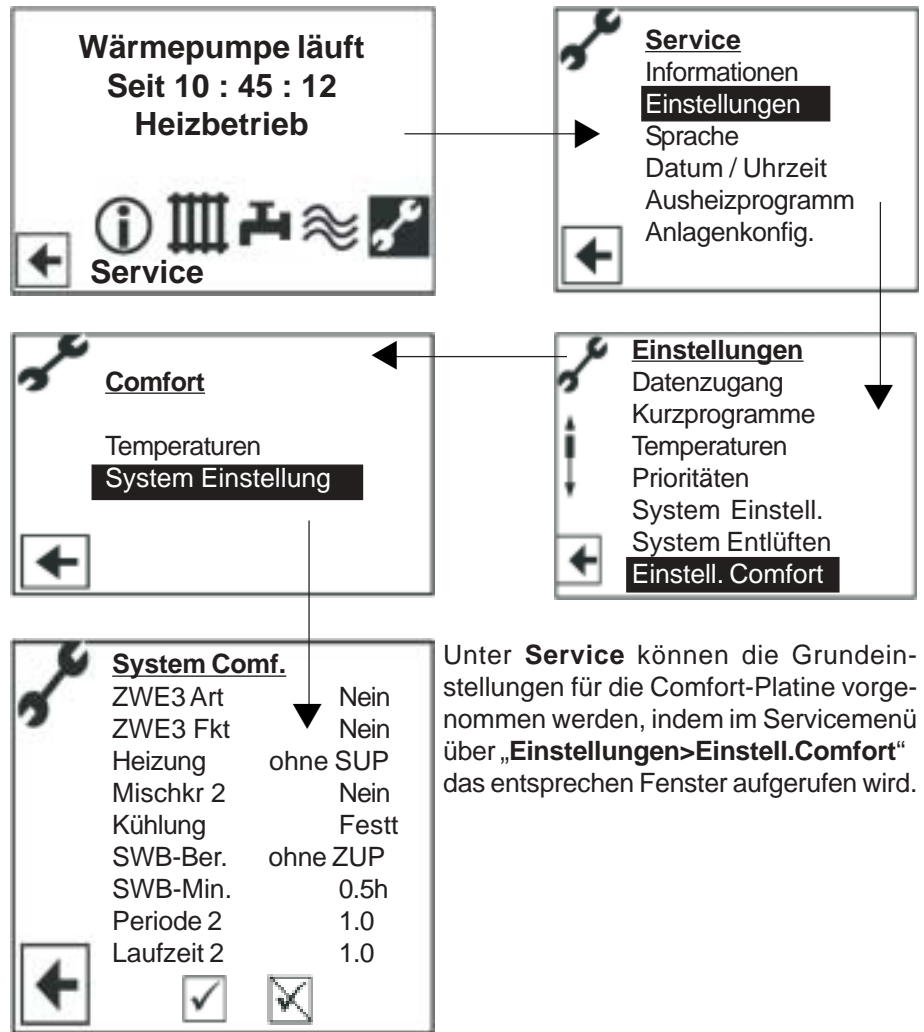 Wärmepumpe läuft
Seit 10 : 45 : 12
Heizbetrieb
Service
Service
Informationen
Einstellungen
Sprache
Datum / Uhrzeit
Ausheizprogramm
Anlagenkonfig.
Comfort
Temperaturen
System Einstellung
Einstellungen
Datenzugang
Kurzprogramme
Temperaturen
Prioritäten
System Einstell.
System Entlüften
Einstell. Comfort
System Comf.
ZWE3 Art Nein
ZWE3 Fkt Nein
Heizung ohne SUP
Mischkr 2 Nein
Kühlung Festt
SWB-Ber. ohne ZUP
SWB-Min. 0.5h
Periode 2 1.0
Laufzeit 2 1.0
Unter Service können die Grundein-
stellungen für die Comfort-Platine vorge-
nommen werden, indem im Servicemenü
über „Einstellungen>Einstell.Comfort“
das entsprechen Fenster aufgerufen wird.